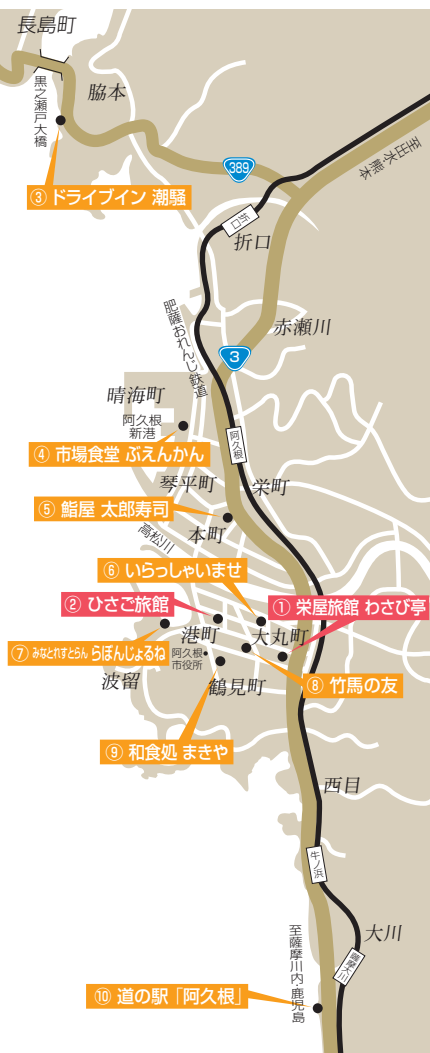 長島町
黒之瀬戸大橋
脇本
389
至出水・熊本
③ ドライブイン 潮騒
折口
折口
肥薩おれんじ鉄道
赤瀬川
3
晴海町
阿久根
新港
阿久根
④ 市場食堂 ぶえんかん
琴平町
栄町
⑤ 鮨屋 太郎寿司
本町
高松川
⑥ いらっしゃいませ
② ひさご旅館
① 栄屋旅館 わさび亭
港町
大丸町
⑦ みなとれすとらん らぼんじょるね
阿久根
市役所
波留
鶴見町
⑧ 竹馬の友
⑨ 和食処 まきや
西目
牛ノ浜
大川
薩摩大川
至薩摩川内・鹿児島
⑩ 道の駅「阿久根」